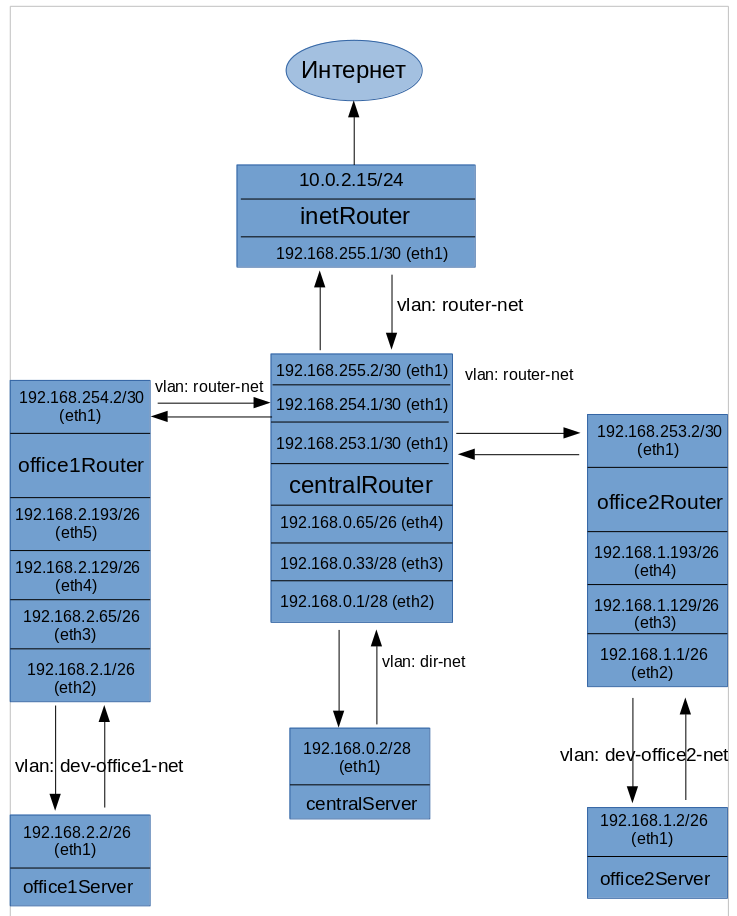 Интернет
10.0.2.15/24
inetRouter
192.168.255.1/30 (eth1)
vlan: router-net
192.168.255.2/30 (eth1)
192.168.254.1/30 (eth1)
192.168.253.1/30 (eth1)
centralRouter
192.168.0.65/26 (eth4)
192.168.0.33/28 (eth3)
192.168.0.1/28 (eth2)
vlan: router-net
vlan: router-net
192.168.254.2/30
(eth1)
office1Router
192.168.2.193/26
(eth5)
192.168.2.129/26
(eth4)
192.168.2.65/26
(eth3)
192.168.2.1/26
(eth2)
vlan: dev-office1-net
192.168.2.2/26
(eth1)
office1Server
vlan: dir-net
192.168.0.2/28
(eth1)
centralServer
192.168.253.2/30
(eth1)
office2Router
192.168.1.193/26
(eth4)
192.168.1.129/26
(eth3)
192.168.1.1/26
(eth2)
vlan: dev-office2-net
192.168.1.2/26
(eth1)
office2Server